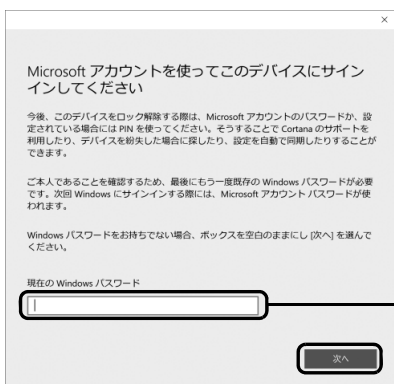 Microsoft アカウントを使ってこのデバイスにサイン
インしてください
今後、このデバイスをロック解除する際は、Microsoft アカウントのパスワードか、設
定されている場合には PIN を使ってください。そうすることで Cortana のサポートを
利用したり、デバイスを紛失した場合に探したり、設定を自動で同期したりすることが
できます。
ご本人であることを確認するため、最後にもう一度既存の Windows パスワードが必要
です。次回 Windows にサインインする際には、Microsoft アカウント パスワードが使
われます。
Windows パスワードをお持ちでない場合、ボックスを空白のままにし [次へ] を選んで
ください。
現在の Windows パスワード
次へ